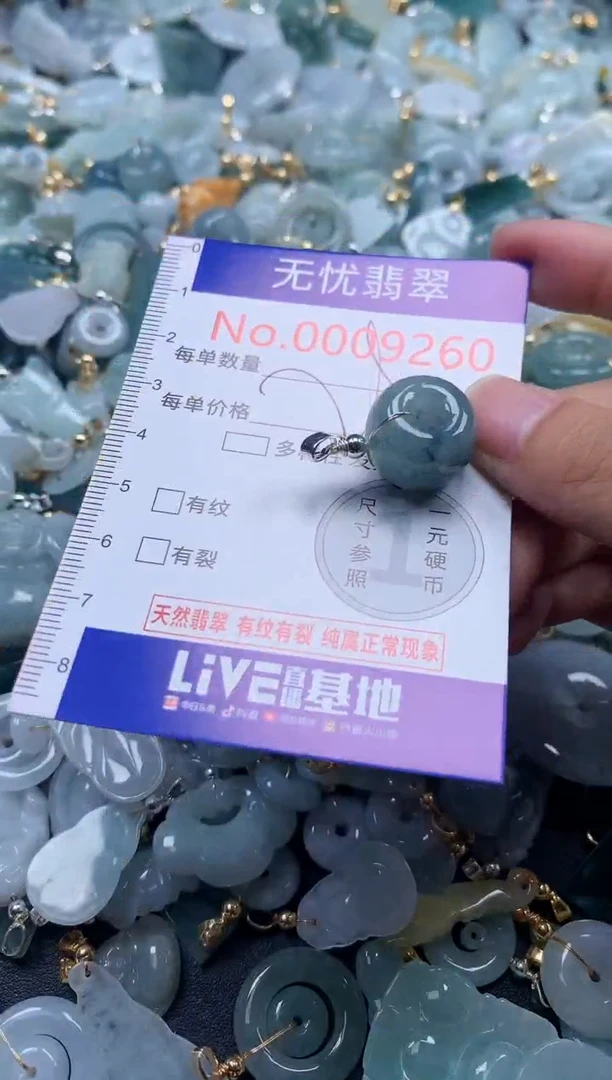 无忧翡翠
No.0009260
每单数量
每单价格
多
有纹
有裂
尺寸参照
一元硬币
1
天然翡翠 有纹有裂 纯属正常现象
LiVE直播基地
0
1
2
3
4
5
6
7
8